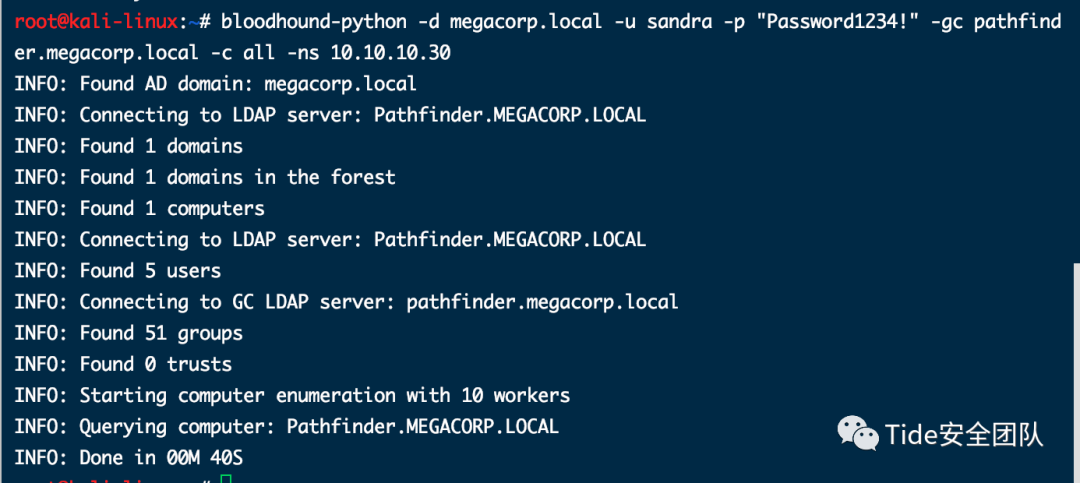 root@kali-linux:~# bloodhound-python -d megacorp.local -u sandra -p "Password1234!" -gc pathfind
er.megacorp.local -c all -ns 10.10.10.30
INFO: Found AD domain: megacorp.local
INFO: Connecting to LDAP server: Pathfinder.MEGACORP.LOCAL
INFO: Found 1 domains
INFO: Found 1 domains in the forest
INFO: Found 1 computers
INFO: Connecting to LDAP server: Pathfinder.MEGACORP.LOCAL
INFO: Found 5 users
INFO: Connecting to GC LDAP server: pathfinder.megacorp.local
INFO: Found 51 groups
INFO: Found 0 trusts
INFO: Starting computer enumeration with 10 workers
INFO: Querying computer: Pathfinder.MEGACORP.LOCAL
INFO: Done in 00M 40S
Tide安全团队